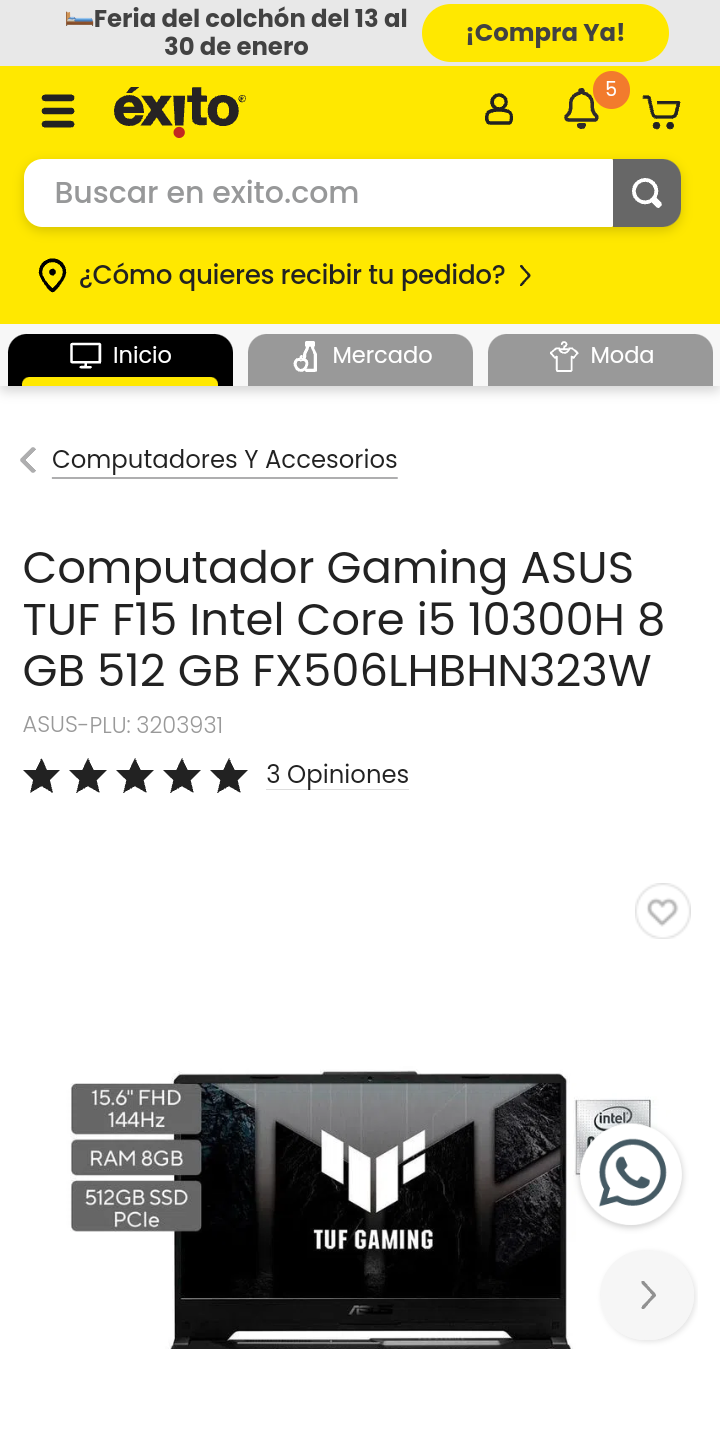 Feria del colchón del 13 al
30 de enero
¡Compra Ya!
éxito®
5
Buscar en exito.com
¿Cómo quieres recibir tu pedido?
Inicio
Mercado
Moda
Computadores Y Accesorios
Computador Gaming ASUS
TUF F15 Intel Core i5 10300H 8
GB 512 GB FX506LHBHN323W
ASUS-PLU: 3203931
3 Opiniones
15.6" FHD
144Hz
RAM 8GB
512GB SSD
PCIe
TUF GAMING
ASUS
intel